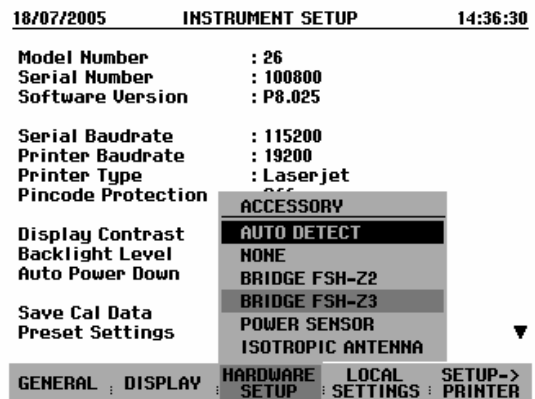 18/07/2005 INSTRUMENT SETUP 14:36:30
Model Number : 26
Serial Number : 100800
Software Version : P8.025
Serial Baudrate : 115200
Printer Baudrate : 19200
Printer Type : Laserjet
Pincode Protection
Display Contrast
Backlight Level
Auto Power Down
Save Cal Data
Preset Settings
ACCESSORY
AUTO DETECT
NONE
BRIDGE FSH-Z2
BRIDGE FSH-Z3
POWER SENSOR
ISOTROPIC ANTENNA
GENERAL DISPLAY HARDWARE SETUP LOCAL SETTINGS SETUP-> PRINTER